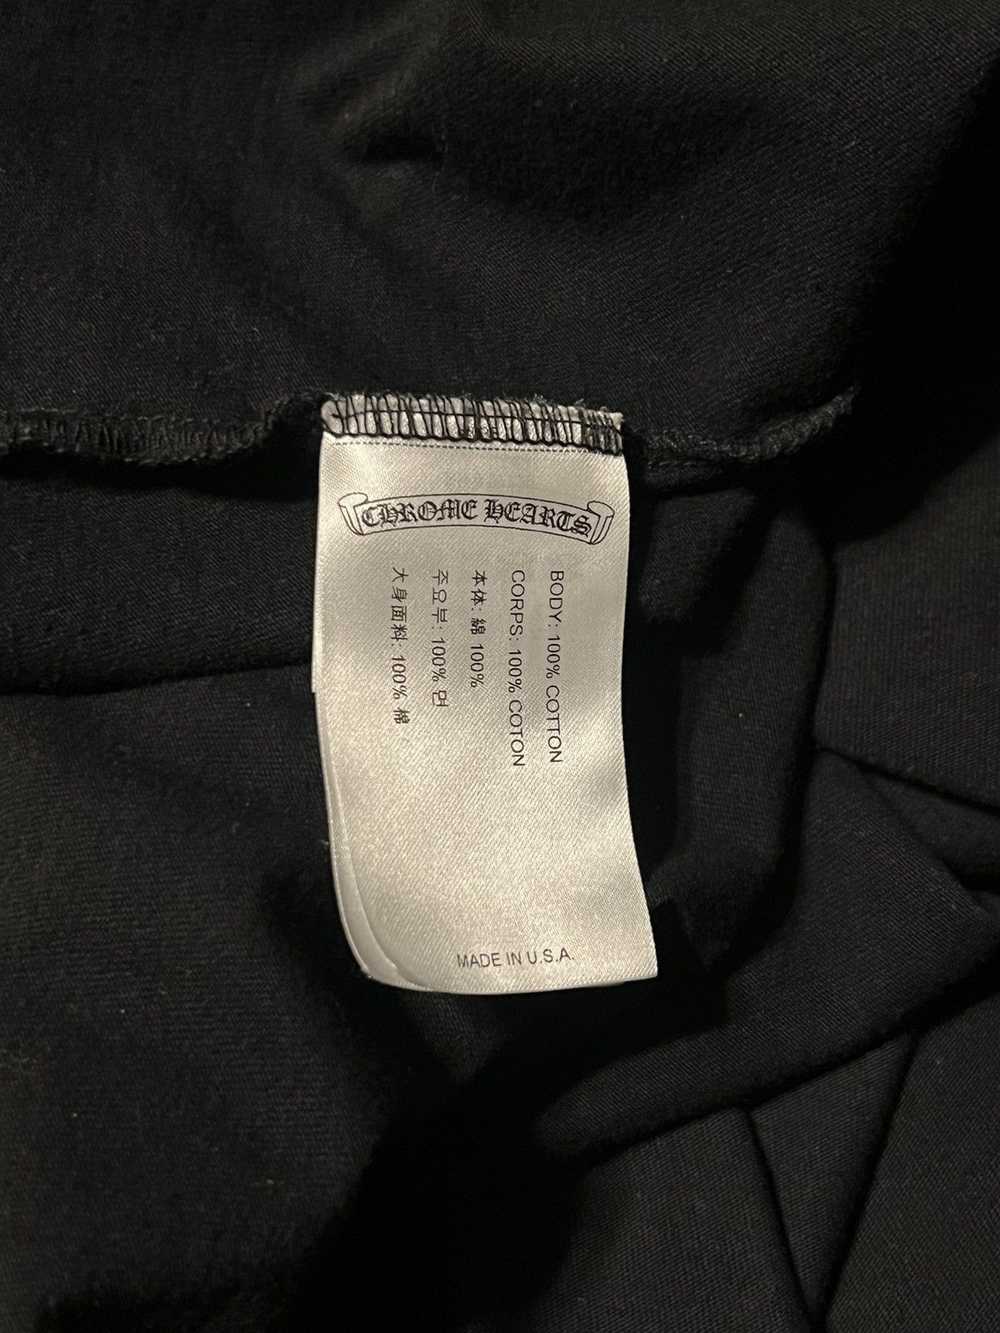 CHROME HEARTS
BODY: 100% COTTON
CORPS: 100% COTON
本体: 綿 100%
주요부: 100% 면
大身面料: 100% 棉
MADE IN U.S.A.